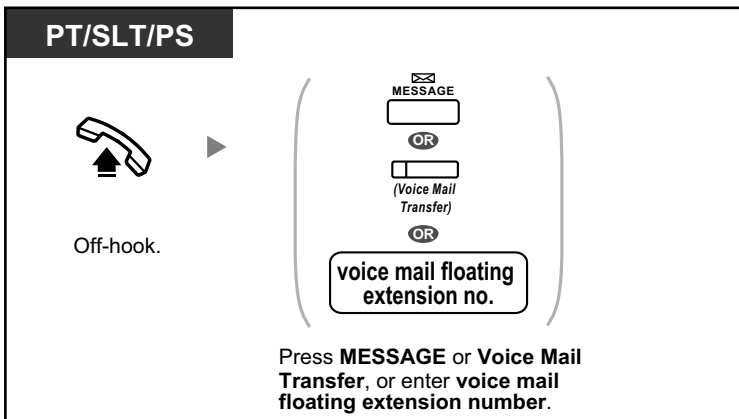 PT/SLT/PS
MESSAGE
OR
(Voice Mail
Transfer)
OR
voice mail floating
extension no.
Off-hook.
Press MESSAGE or Voice Mail
Transfer, or enter voice mail
floating extension number.